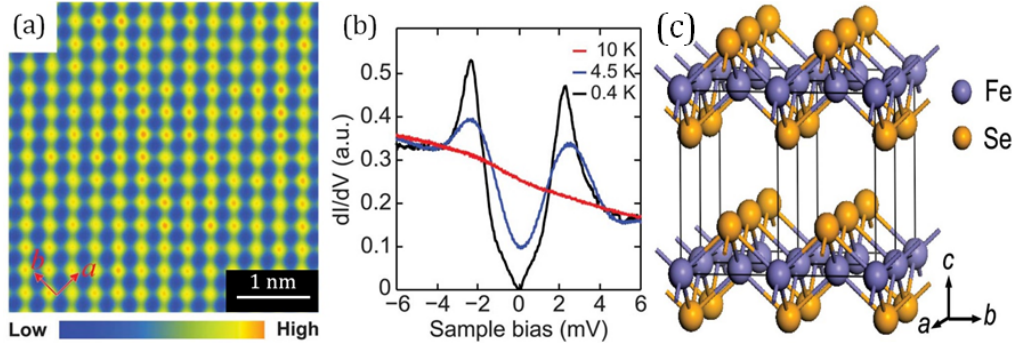 (a)
b
a
1 nm
Low
High
(b)
10 K
4.5 K
0.4 K
0.5
0.4
0.3
0.2
0.1
0
dI/dV (a.u.)
−6
−4
−2
0
2
4
6
Sample bias (mV)
(c)
Fe
Se
c
a
b